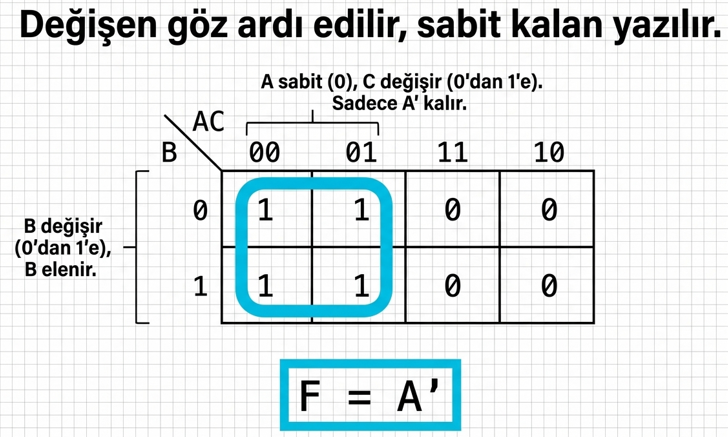 Değişen göz ardı edilir, sabit kalan yazılır.
A sabit (0), C değişir (0'dan 1'e).
Sadece A' kalır.
AC
B
00 01 11 10
0 1 1 0 0
B değişir
(0'dan 1'e),
B elenir.
1 1 1 0 0
F = A'